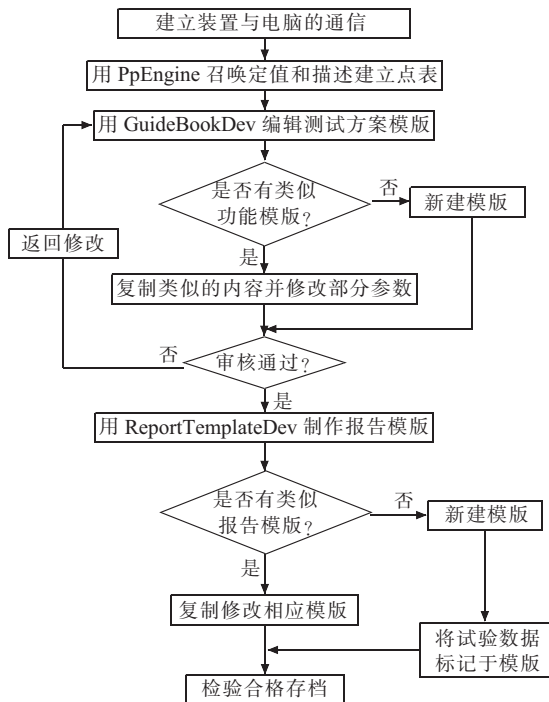 建立装置与电脑的通信
用 PpEngine 召唤定值和描述建立点表
用 GuideBookDev 编辑测试方案模版
是否有类似
功能模版?
否
新建模版
返回修改
是
复制类似的内容并修改部分参数
否
审核通过?
是
用 ReportTemplateDev 制作报告模版
是否有类似
报告模版?
否
新建模版
是
复制修改相应模版
将试验数据
标记于模版
检验合格存档